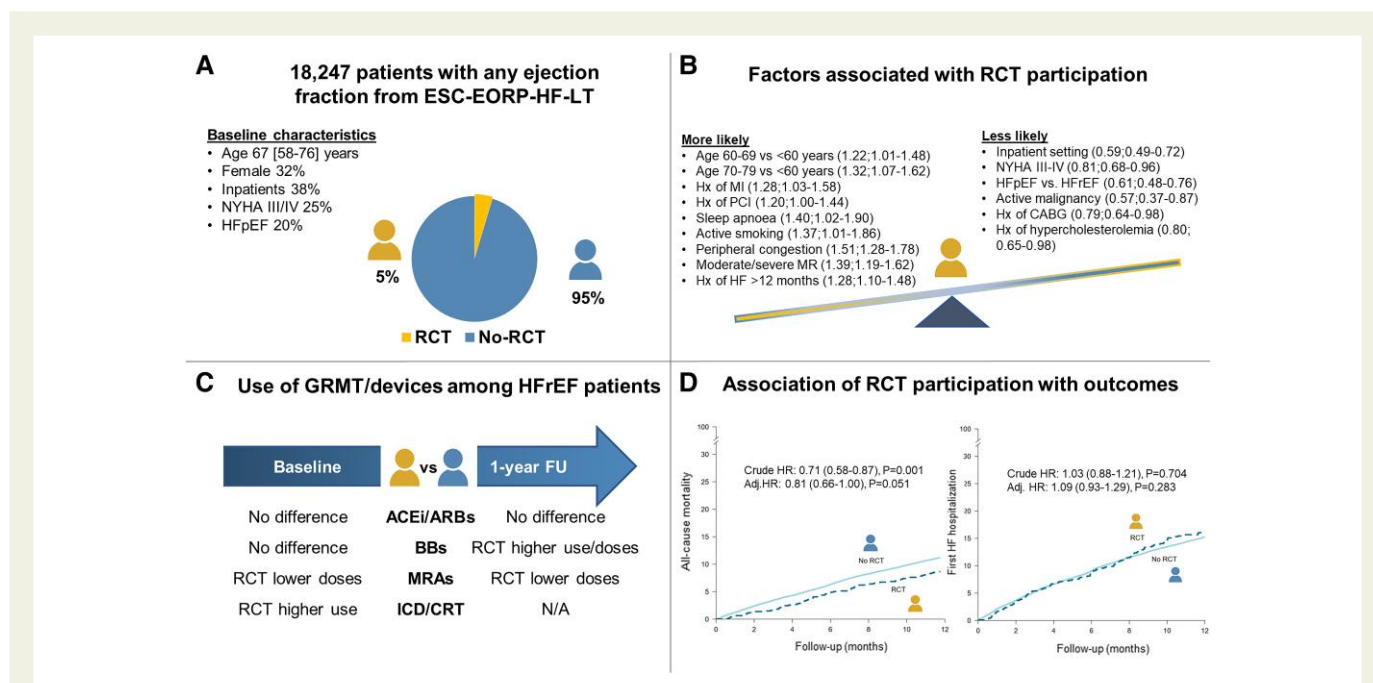 A
18,247 patients with any ejection
fraction from ESC-EORP-HF-LT
Baseline characteristics
• Age 67 [58-76] years
• Female 32%
• Inpatients 38%
• NYHA III/IV 25%
• HFpEF 20%
5%
95%
RCT No-RCT
B
Factors associated with RCT participation
More likely
• Age 60-69 vs <60 years (1.22;1.01-1.48)
• Age 70-79 vs <60 years (1.32;1.07-1.62)
• Hx of MI (1.28;1.03-1.58)
• Hx of PCI (1.20;1.00-1.44)
• Sleep apnoea (1.40;1.02-1.90)
• Active smoking (1.37;1.01-1.86)
• Peripheral congestion (1.51;1.28-1.78)
• Moderate/severe MR (1.39;1.19-1.62)
• Hx of HF >12 months (1.28;1.10-1.48)
Less likely
• Inpatient setting (0.59;0.49-0.72)
• NYHA III-IV (0.81;0.68-0.96)
• HFpEF vs. HFrEF (0.61;0.48-0.76)
• Active malignancy (0.57;0.37-0.87)
• Hx of CABG (0.79;0.64-0.98)
• Hx of hypercholesterolemia (0.80;
0.65-0.98)
C
Use of GRMT/devices among HFrEF patients
Baseline vs 1-year FU
No difference ACEi/ARBs No difference
No difference BBs RCT higher use/doses
RCT lower doses MRAs RCT lower doses
RCT higher use ICD/CRT N/A
D
Association of RCT participation with outcomes
All-cause mortality
100
30
25
20
15
10
5
0
Crude HR: 0.71 (0.58-0.87), P=0.001
Adj.HR: 0.81 (0.66-1.00), P=0.051
No RCT
RCT
0 2 4 6 8 10 12
Follow-up (months)
First HF hospitalization
100
30
25
20
15
10
5
0
Crude HR: 1.03 (0.88-1.21), P=0.704
Adj. HR: 1.09 (0.93-1.29), P=0.283
RCT
No RCT
0 2 4 6 8 10 12
Follow-up (months)